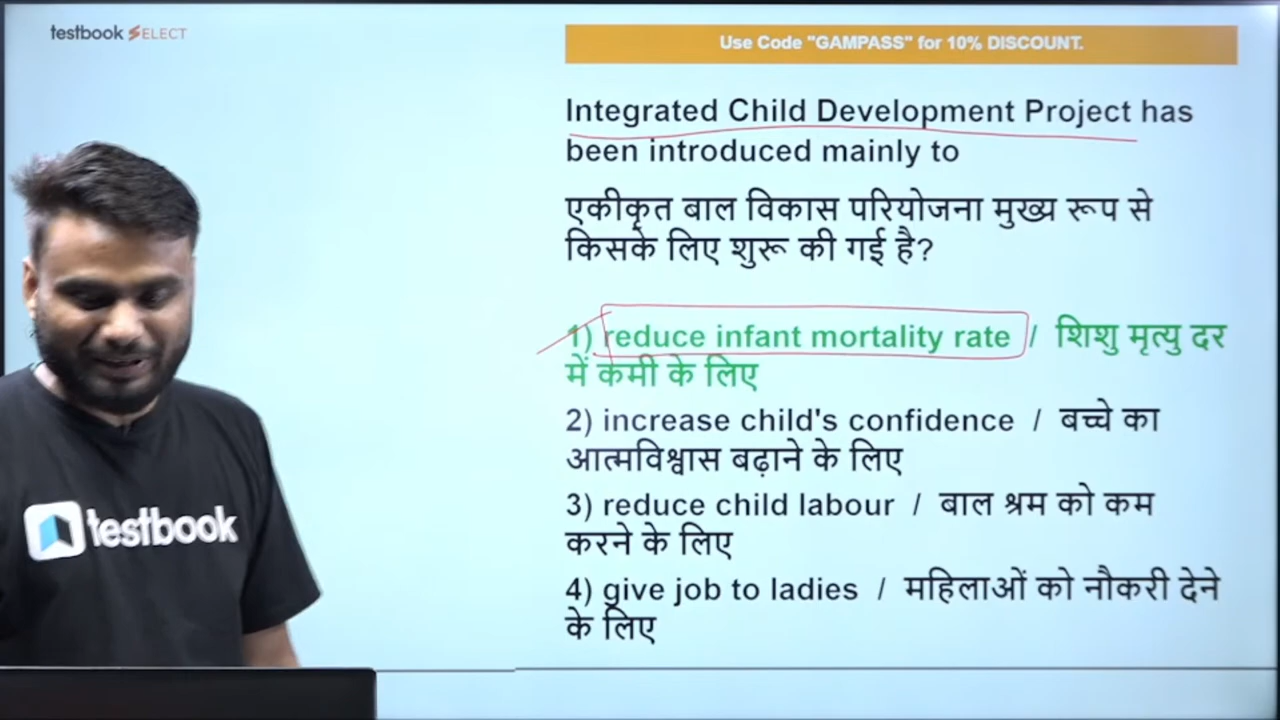 testbook SELECT
Use Code "GAMPASS" for 10% DISCOUNT.
Integrated Child Development Project has
been introduced mainly to
एकीकृत बाल विकास परियोजना मुख्य रूप से
किसके लिए शुरू की गई है?
1) reduce infant mortality rate / शिशु मृत्यु दर
में कमी के लिए
2) increase child's confidence / बच्चे का
आत्मविश्वास बढ़ाने के लिए
3) reduce child labour / बाल श्रम को कम
करने के लिए
4) give job to ladies / महिलाओं को नौकरी देने
के लिए
testbook